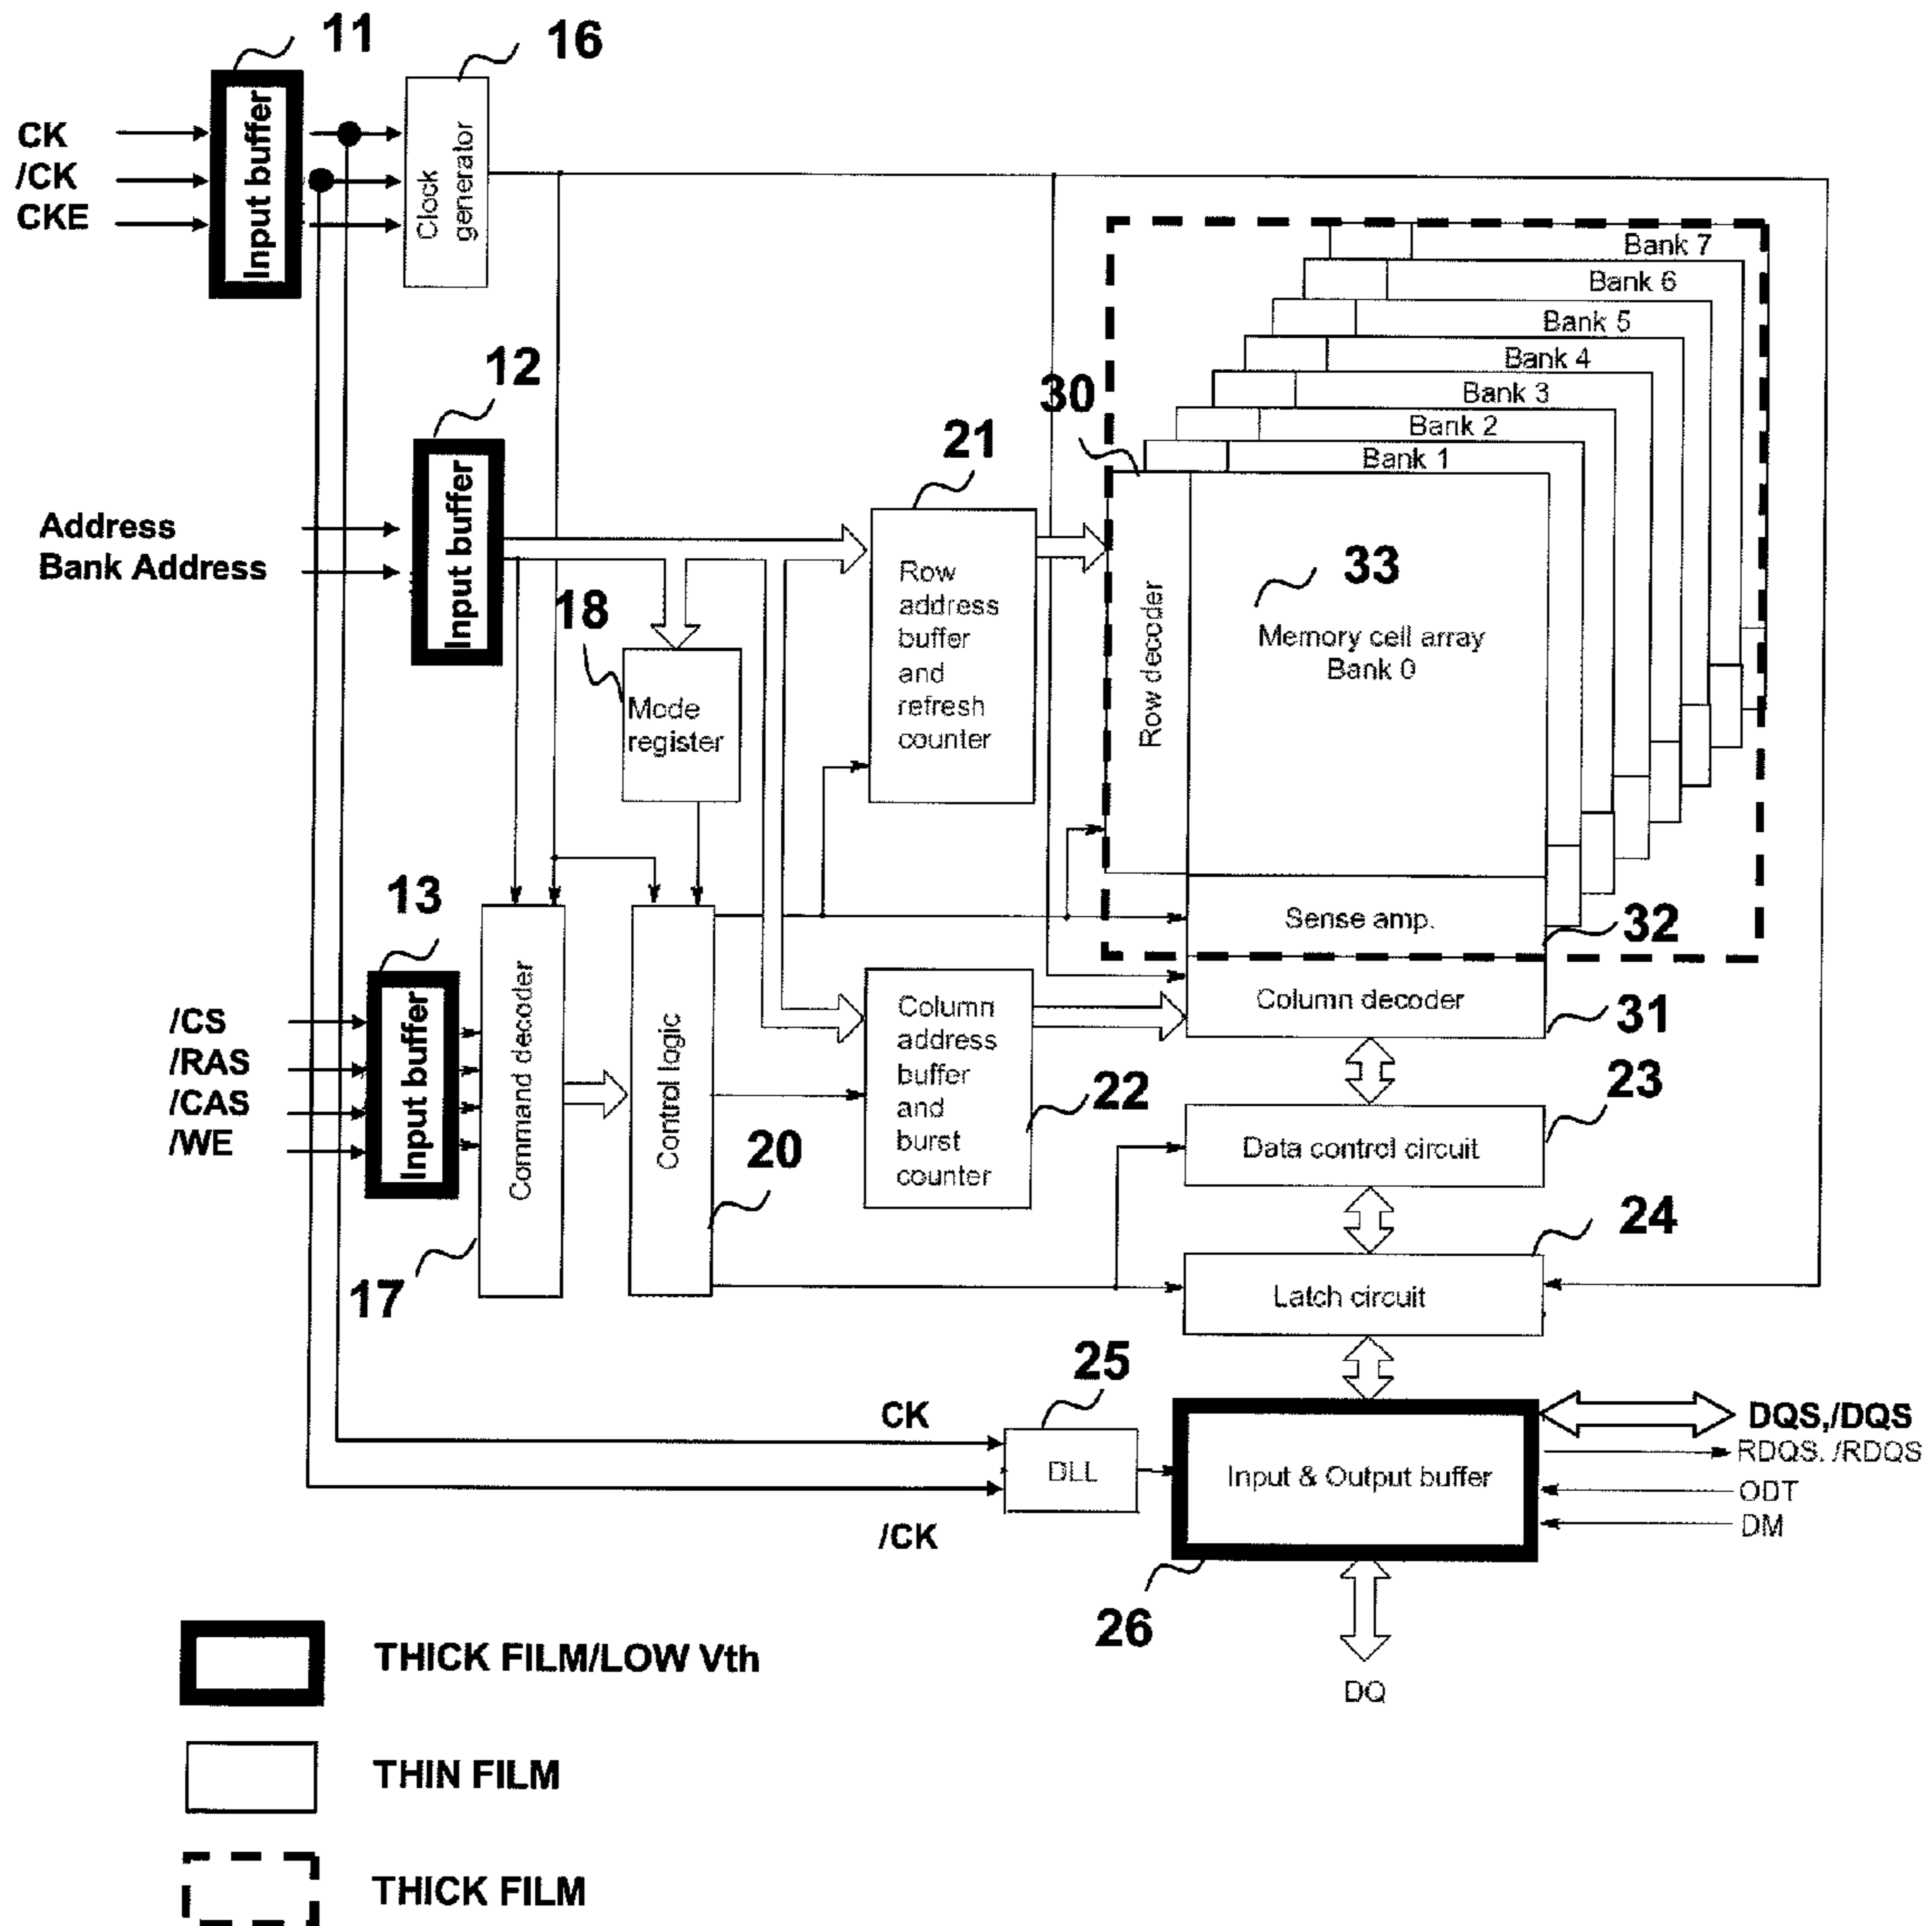 11
16
CK
/CK
CKE
Input buffer
Clock generator
Bank 7
Bank 6
Bank 5
Bank 4
Bank 3
Bank 2
Bank 1
12
30
21
Address
Bank Address
Input buffer
18
Mode register
Row address buffer and refresh counter
Row decoder
33
Memory cell array
Bank 0
13
/CS
/RAS
/CAS
/WE
Input buffer
Command decoder
Control logic
17
20
Column address buffer and burst counter
22
Sense amp.
32
Column decoder
31
23
Data control circuit
24
Latch circuit
25
CK
/CK
DLL
Input & Output buffer
26
DQS,/DQS
RDQS. /RDQS
ODT
DM
DQ
THICK FILM/LOW Vth
THIN FILM
THICK FILM